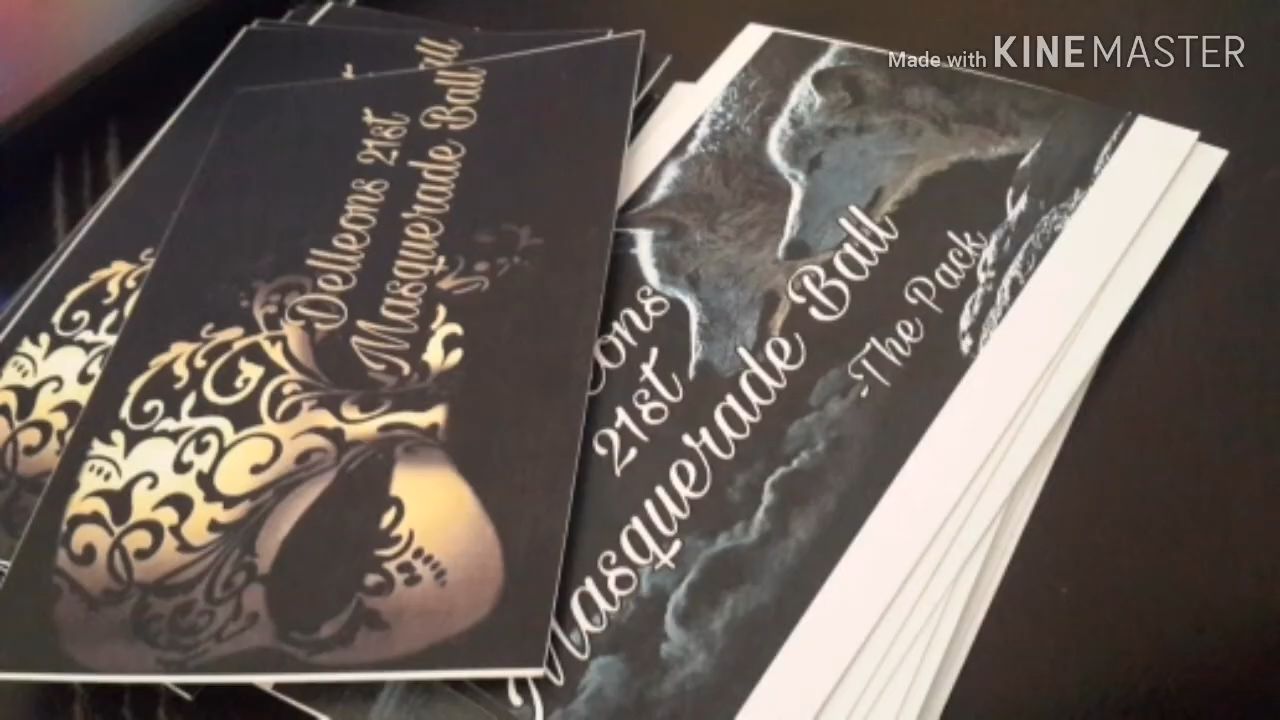 Made with KINEMASTER
Delleons 21st
Masquerade Ball
21st
Masquerade Ball
-The Pack